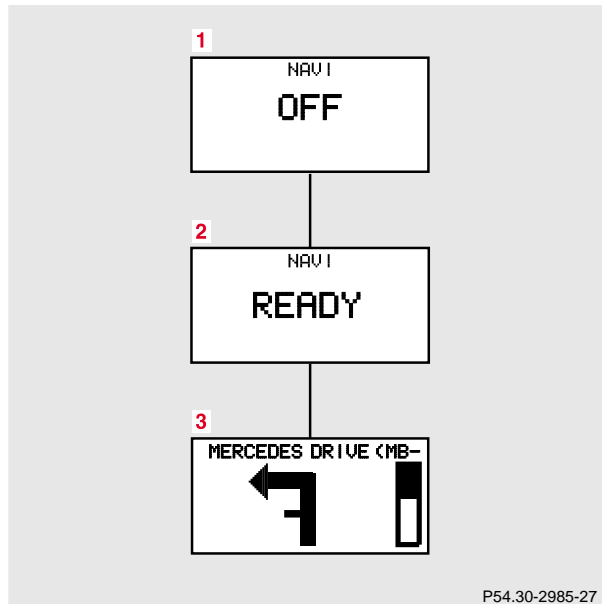 1
NAVI
OFF
2
NAVI
READY
3
MERCEDES DRIVE (MB-
P54.30-2985-27